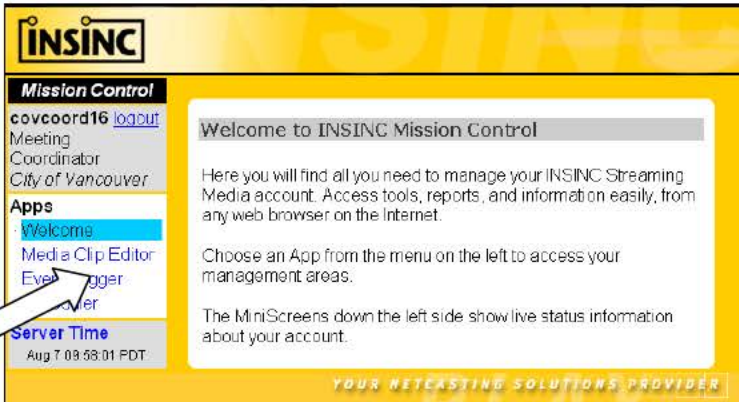 INSINC
Mission Control
covcoord16 logout
Meeting
Coordinator
City of Vancouver
Apps
· Welcome
Media Clip Editor
Server Time
Aug 7 09:58:01 PDT
Welcome to INSINC Mission Control
Here you will find all you need to manage your INSINC Streaming
Media account. Access tools, reports, and information easily, from
any web browser on the Internet.
Choose an App from the menu on the left to access your
management areas.
The MiniScreens down the left side show live status information
about your account.
YOUR NETCASTING SOLUTIONS PROVIDER